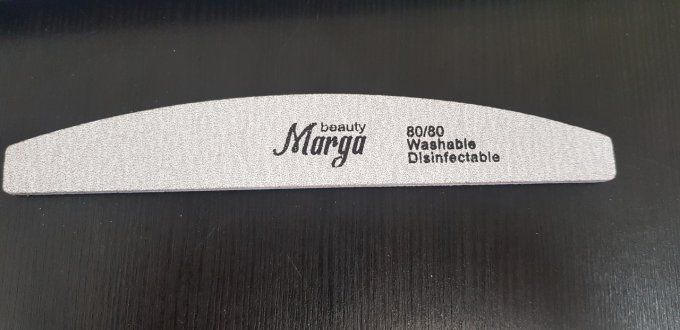 beauty
Marga
80/80
Washable
Disinfectable